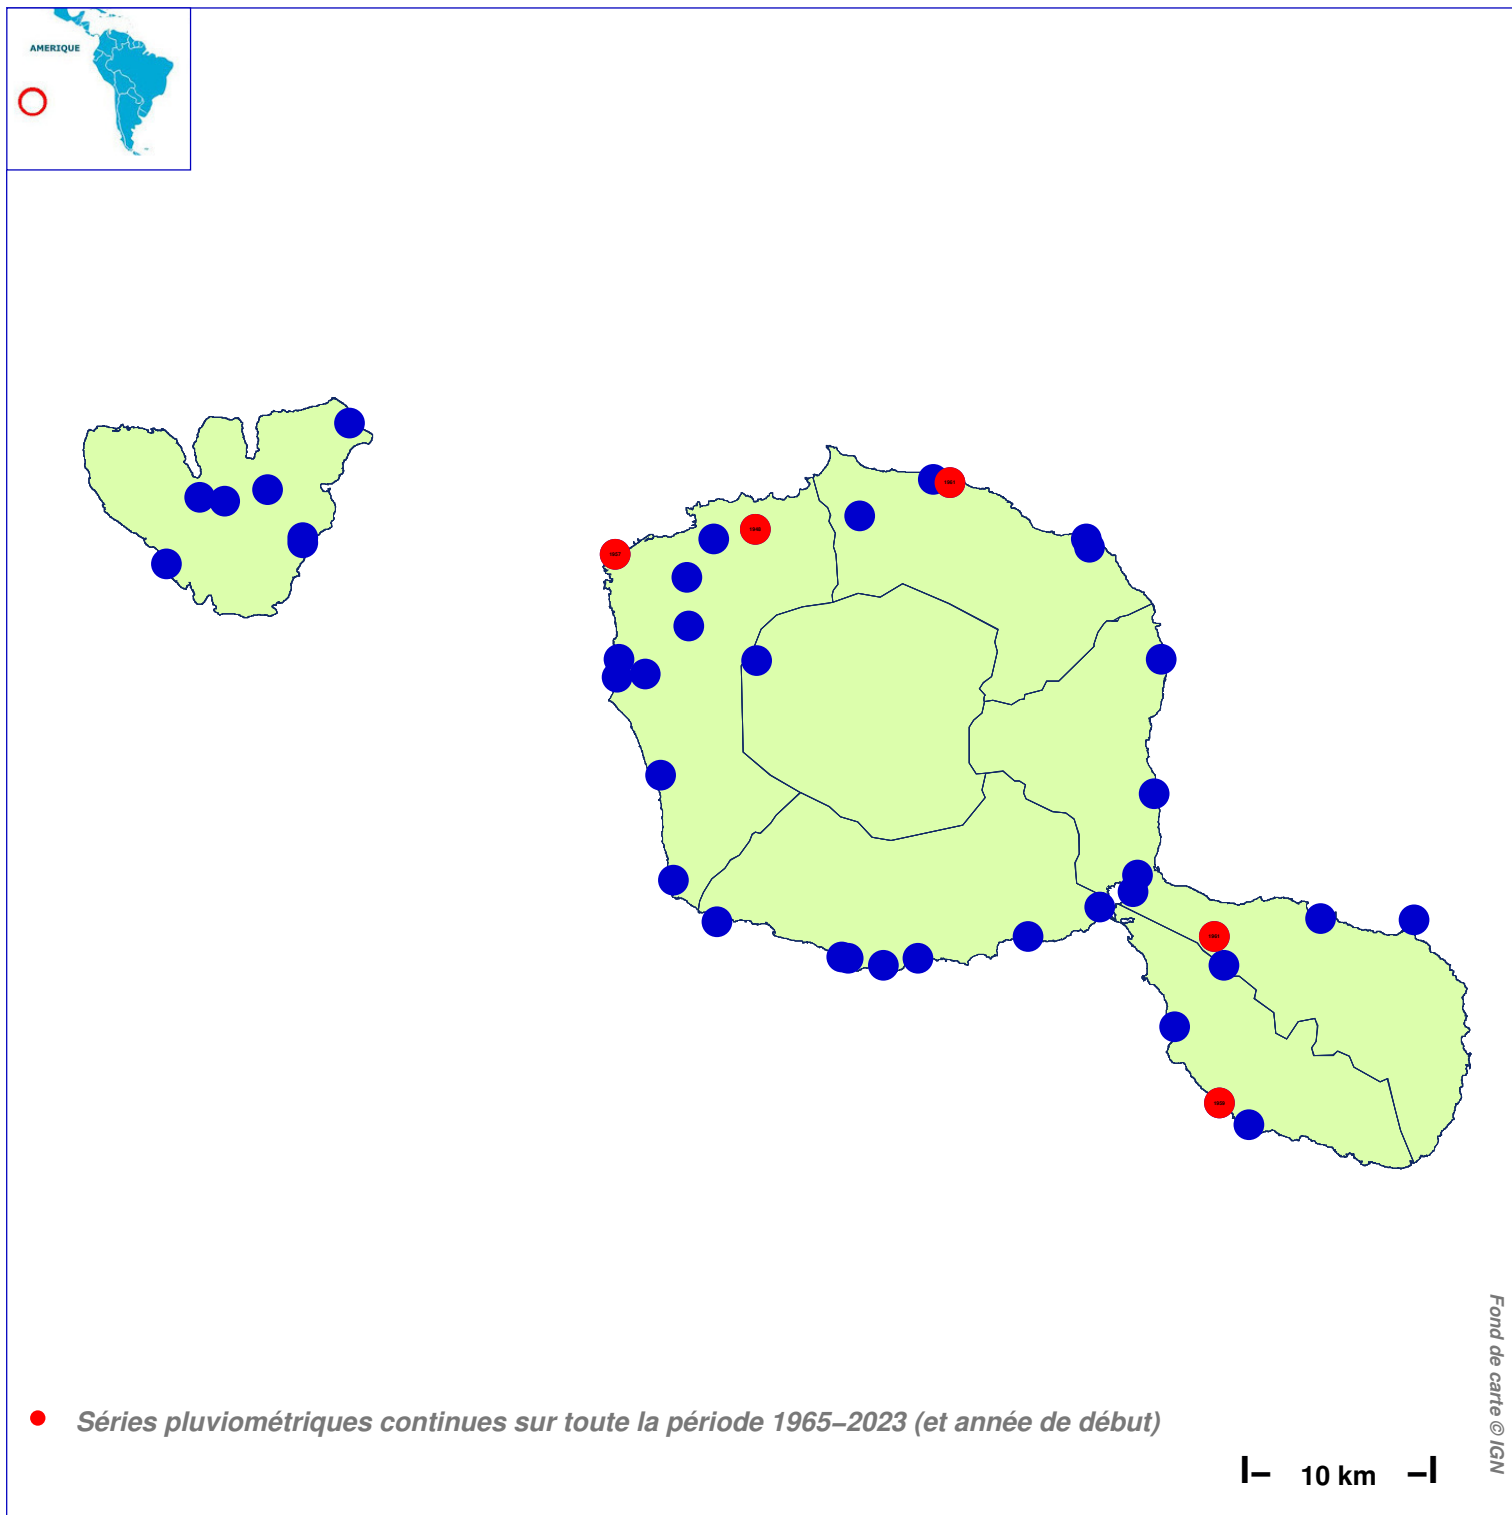 AMERIQUE
Séries pluviométriques continues sur toute la période 1965−2023 (et année de début)
10 km
Fond de carte © IGN